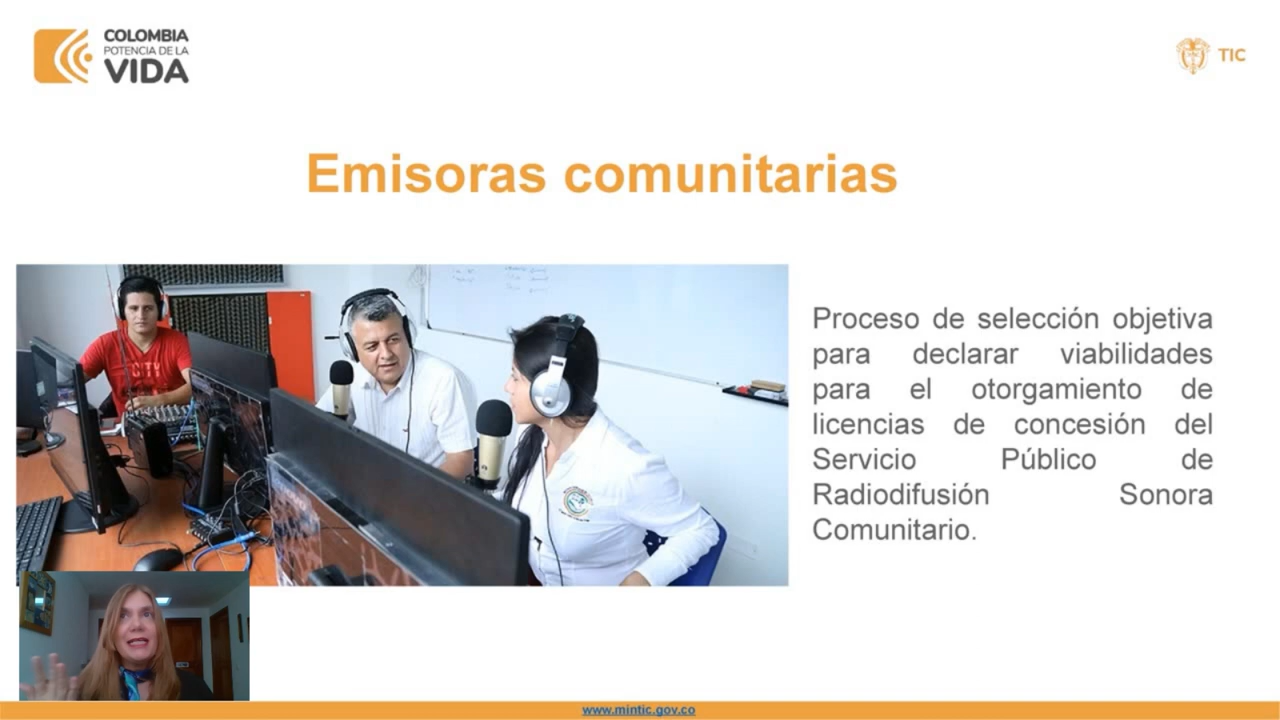 COLOMBIA
POTENCIA DE LA
VIDA
TIC
Emisoras comunitarias
CITY
Proceso de selección objetiva
para declarar viabilidades
para el otorgamiento de
licencias de concesión del
Servicio Público de
Radiodifusión Sonora
Comunitario.
www.mintic.gov.co